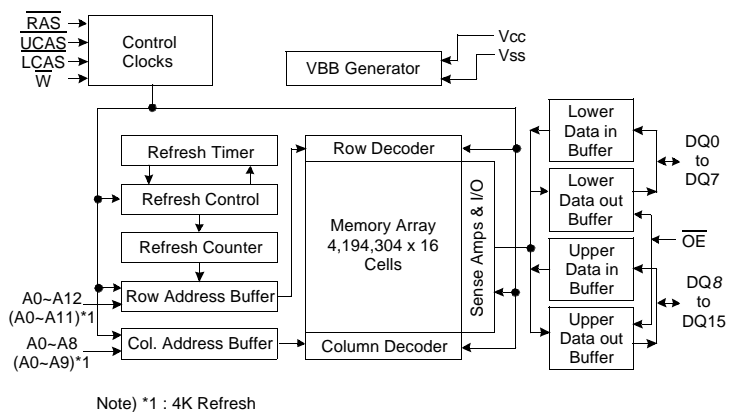 RAS
UCAS
LCAS
W
Control
Clocks
VBB Generator
Vcc
Vss
Refresh Timer
Refresh Control
Refresh Counter
Row Address Buffer
Col. Address Buffer
A0~A12
(A0~A11)*1
A0~A8
(A0~A9)*1
Row Decoder
Memory Array
4,194,304 x 16
Cells
Column Decoder
Sense Amps & I/O
Lower
Data in
Buffer
Lower
Data out
Buffer
Upper
Data in
Buffer
Upper
Data out
Buffer
DQ0
to
DQ7
OE
DQ8
to
DQ15
Note) *1 : 4K Refresh